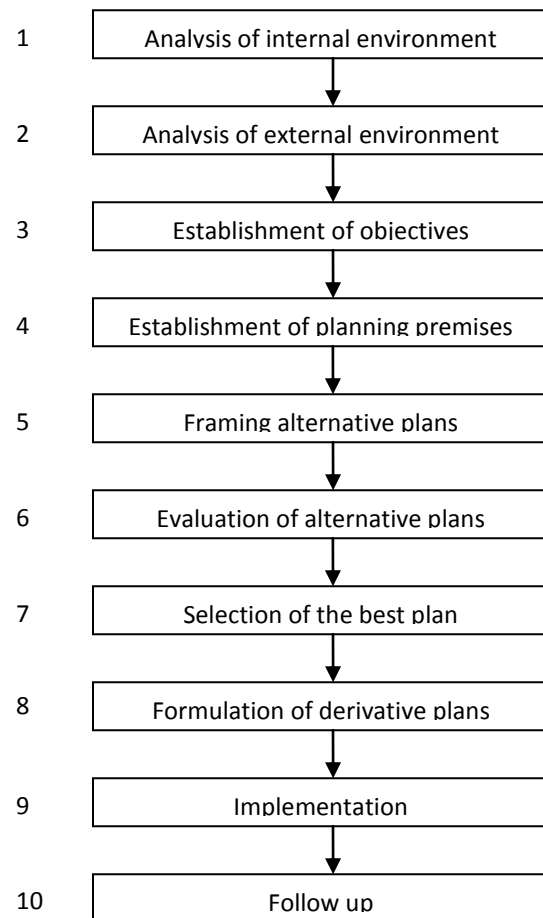 1 Analysis of internal environment
2 Analysis of external environment
3 Establishment of objectives
4 Establishment of planning premises
5 Framing alternative plans
6 Evaluation of alternative plans
7 Selection of the best plan
8 Formulation of derivative plans
9 Implementation
10 Follow up